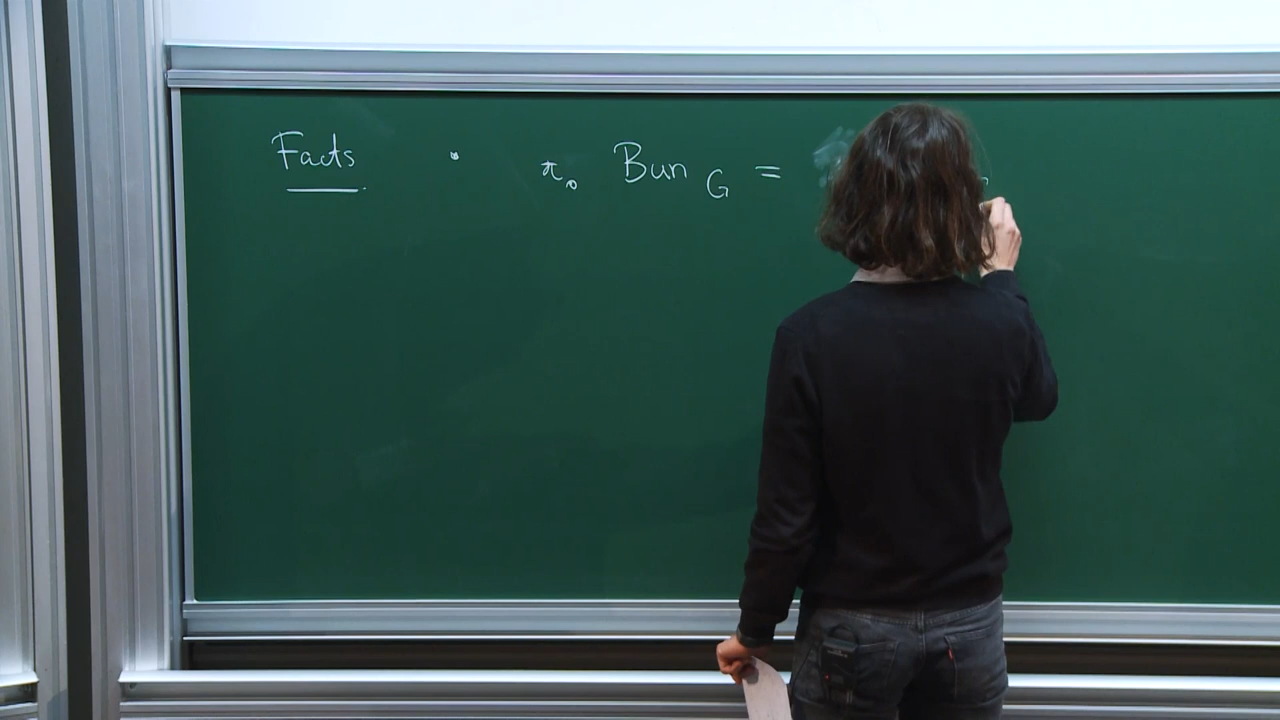 Facts • π₀ Bun_G =